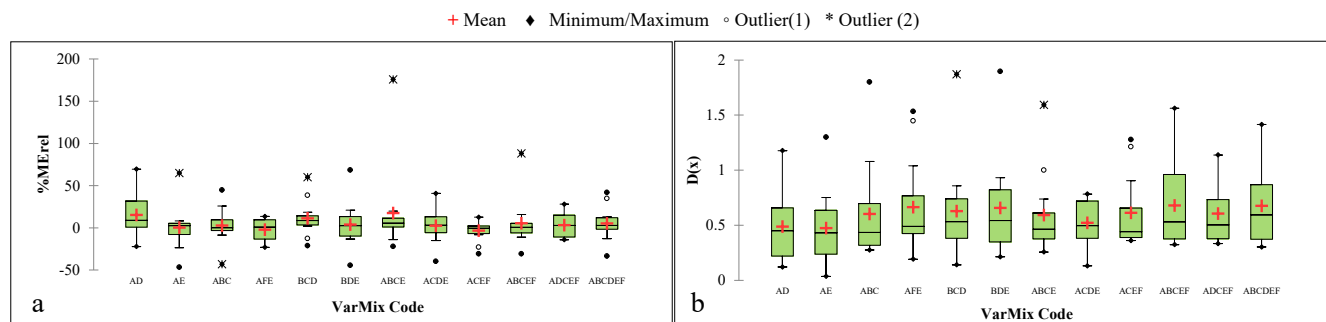 Mean Minimum/Maximum Outlier(1) * Outlier (2)
200
150
100
50
0
-50
%MErel
AD AE ABC AFE BCD BDE ABCE ACDE ACEF ABCEF ADCEF ABCDEF
VarMix Code
a
2
1.5
1
0.5
0
D(x)
AD AE ABC AFE BCD BDE ABCE ACDE ACEF ABCEF ADCEF ABCDEF
VarMix Code
b